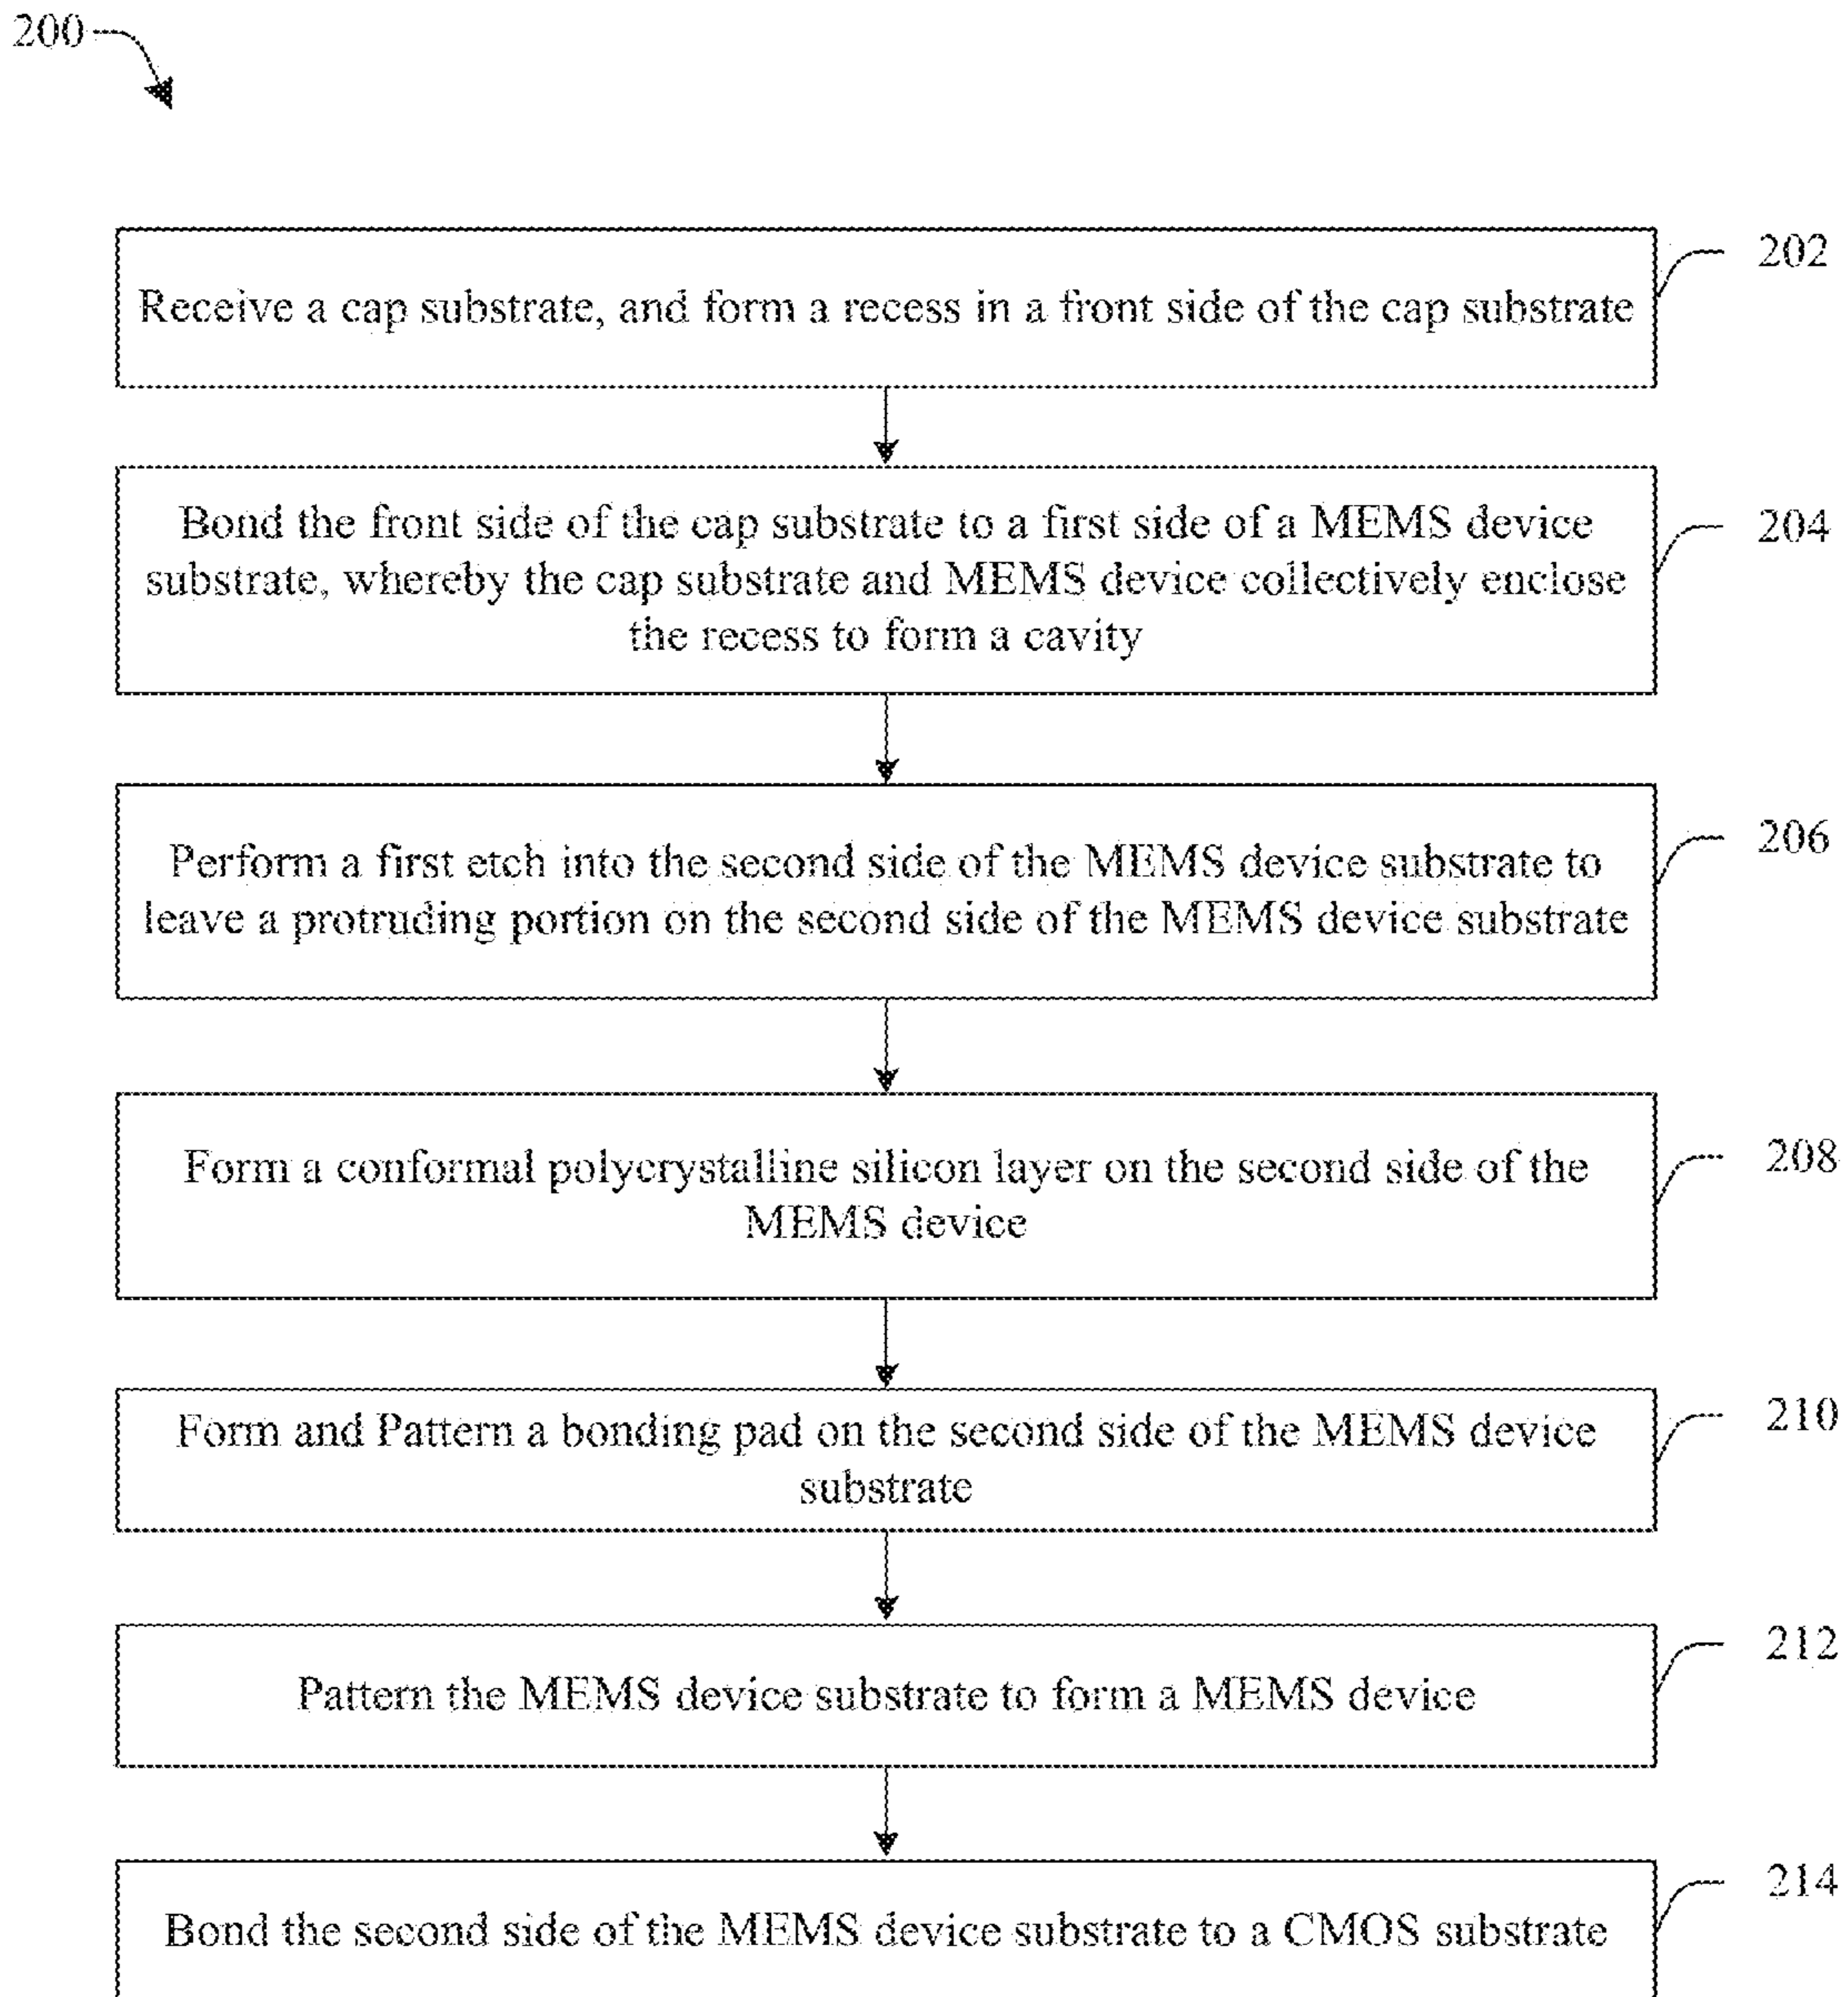 200
202
Receive a cap substrate, and form a recess in a front side of the cap substrate
204
Bond the front side of the cap substrate to a first side of a MEMS device
substrate, whereby the cap substrate and MEMS device collectively enclose
the recess to form a cavity
206
Perform a first etch into the second side of the MEMS device substrate to
leave a protruding portion on the second side of the MEMS device substrate
208
Form a conformal polycrystalline silicon layer on the second side of the
MEMS device
210
Form and Pattern a bonding pad on the second side of the MEMS device
substrate
212
Pattern the MEMS device substrate to form a MEMS device
214
Bond the second side of the MEMS device substrate to a CMOS substrate